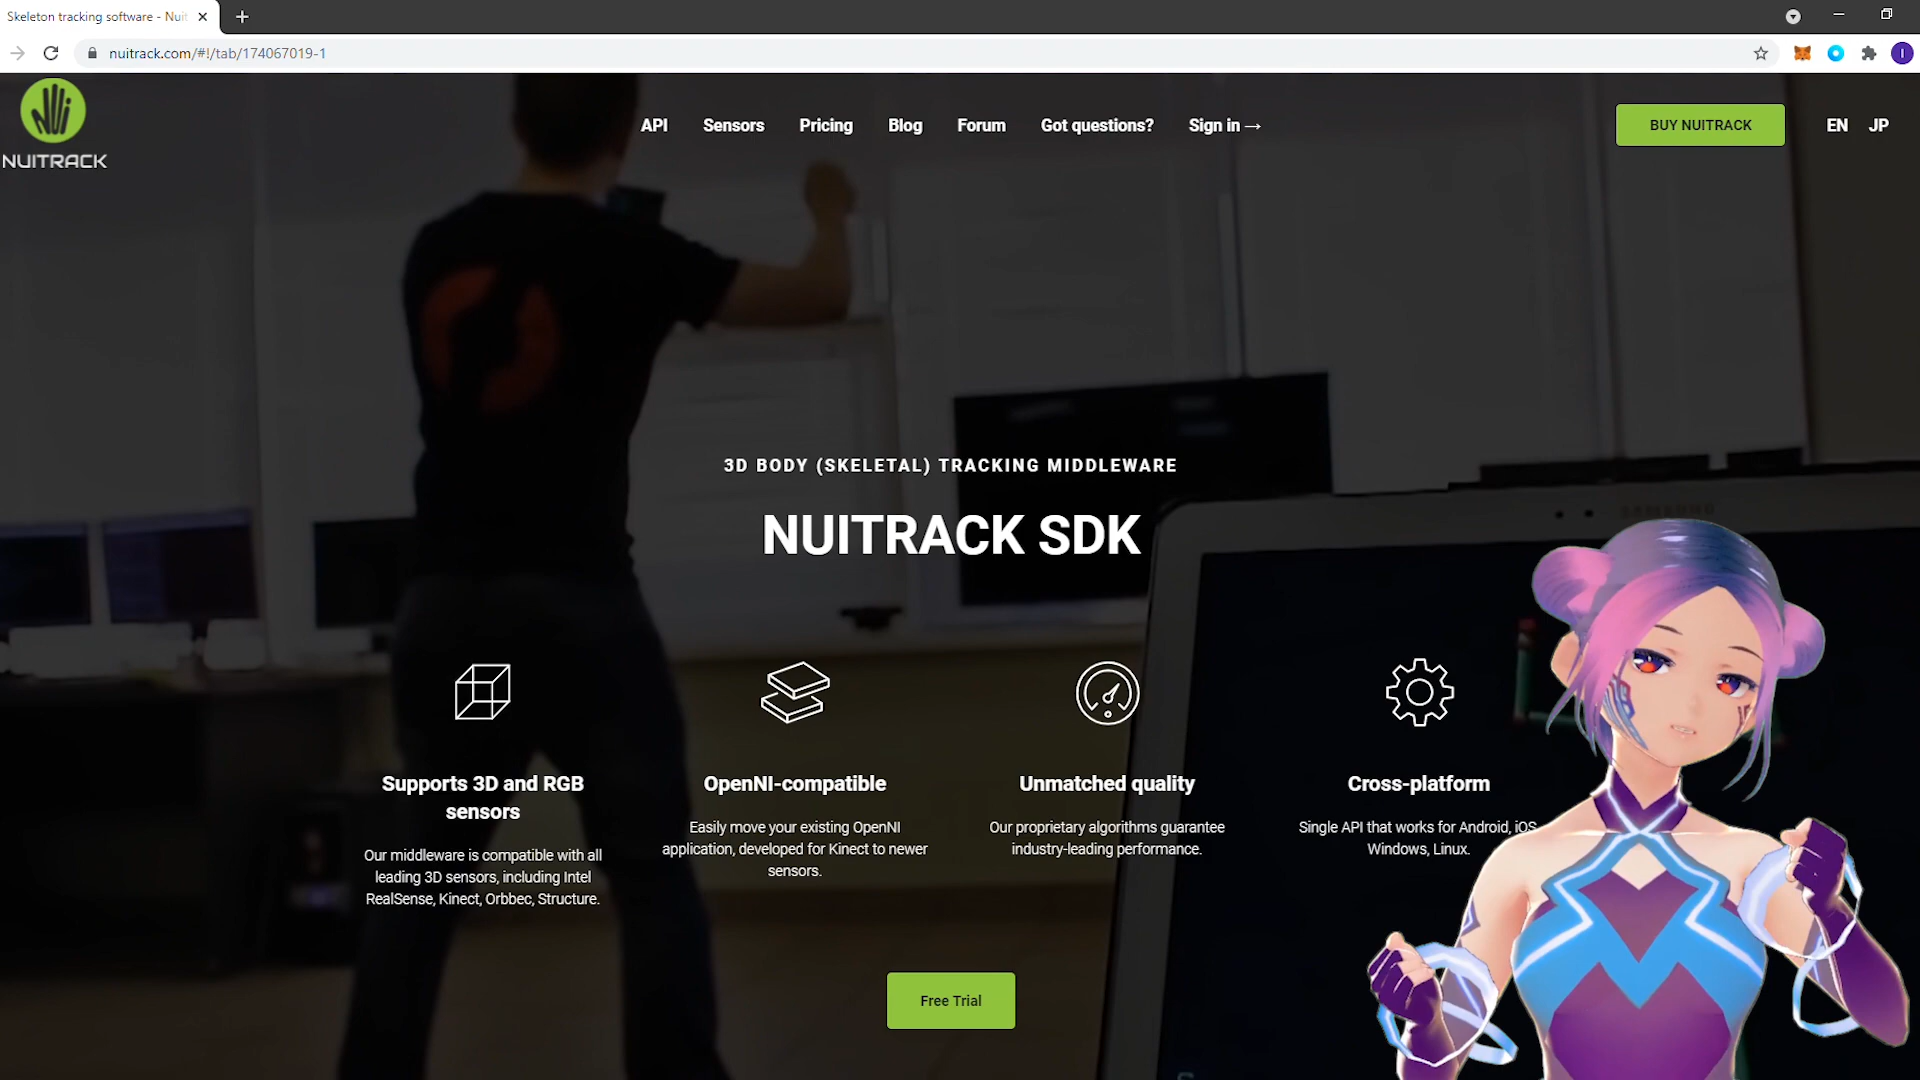 Skeleton tracking software - Nuit
nuitrack.com/#!/tab/174067019-1
I
NUI
NUITRACK
API
Sensors
Pricing
Blog
Forum
Got questions?
Sign in →
BUY NUITRACK
EN
JP
SAMSUNG
3D BODY (SKELETAL) TRACKING MIDDLEWARE
NUITRACK SDK
Supports 3D and RGB
sensors
Our middleware is compatible with all
leading 3D sensors, including Intel
RealSense, Kinect, Orbbec, Structure.
OpenNI-compatible
Easily move your existing OpenNI
application, developed for Kinect to newer
sensors.
Unmatched quality
Our proprietary algorithms guarantee
industry-leading performance.
Cross-platform
Single API that works for Android, iOS
Windows, Linux.
Free Trial